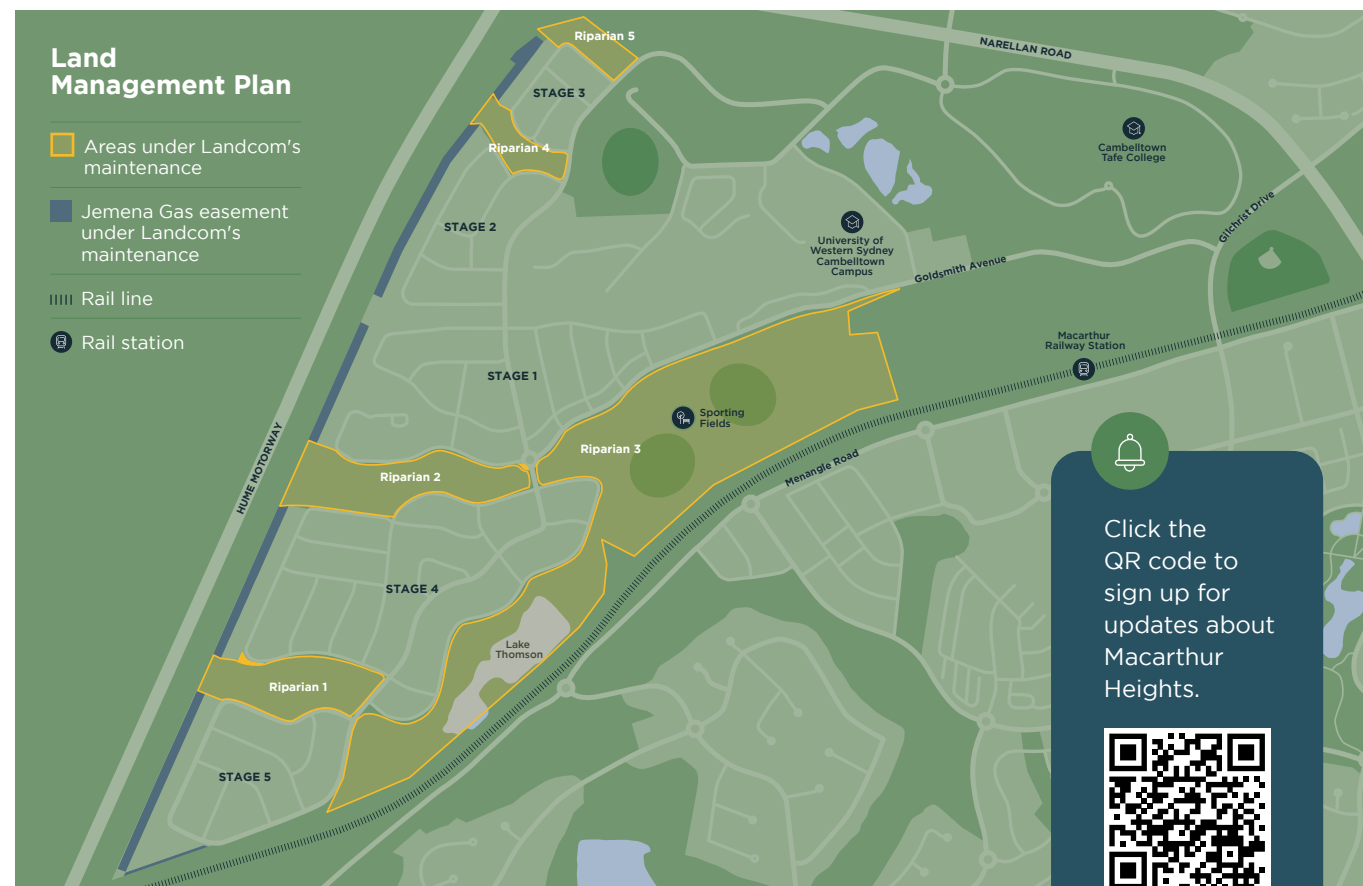 Land
Management Plan
Areas under Landcom's
maintenance
Jemena Gas easement
under Landcom's
maintenance
Rail line
Rail station
Riparian 5
NARELLAN ROAD
STAGE 3
Cambelltown
Tafe College
Riparian 4
STAGE 2
Gilchrist Drive
University of
Western Sydney
Cambelltown
Campus
Goldsmith Avenue
Macarthur
Railway Station
STAGE 1
Sporting
Fields
Riparian 3
HUME MOTORWAY
Menangle Road
Riparian 2
STAGE 4
Lake
Thomson
Riparian 1
STAGE 5
Click the
QR code to
sign up for
updates about
Macarthur
Heights.